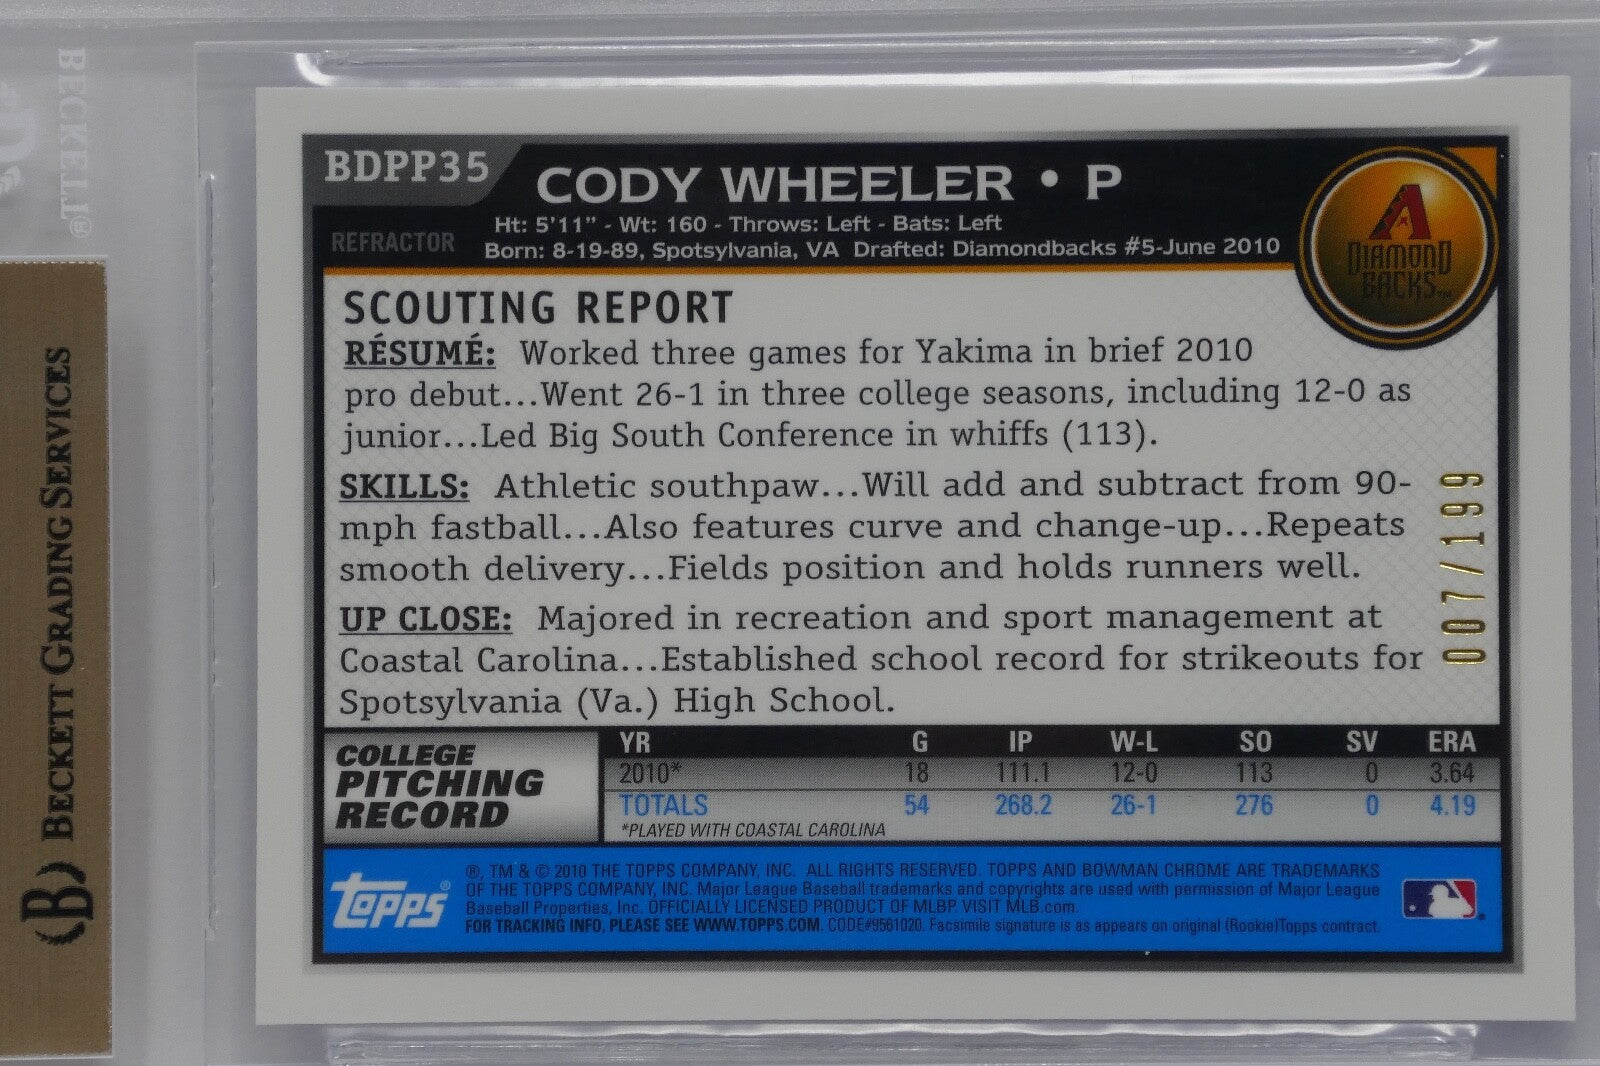 BECKETT®
BECKETT GRADING SERVICES
BDPP35
CODY WHEELER • P
REFRACTOR
Ht: 5'11" - Wt: 160 - Throws: Left - Bats: Left
Born: 8-19-89, Spotsylvania, VA Drafted: Diamondbacks #5-June 2010
DIAMOND
BACKS™
SCOUTING REPORT
RÉSUMÉ: Worked three games for Yakima in brief 2010
pro debut...Went 26-1 in three college seasons, including 12-0 as
junior...Led Big South Conference in whiffs (113).
SKILLS: Athletic southpaw...Will add and subtract from 90-
mph fastball...Also features curve and change-up...Repeats
smooth delivery...Fields position and holds runners well.
UP CLOSE: Majored in recreation and sport management at
Coastal Carolina...Established school record for strikeouts for
Spotsylvania (Va.) High School.
007/199
COLLEGE
PITCHING
RECORD
YR G IP W-L SO SV ERA
2010* 18 111.1 12-0 113 0 3.64
TOTALS 54 268.2 26-1 276 0 4.19
*PLAYED WITH COASTAL CAROLINA
Topps®
®, TM & © 2010 THE TOPPS COMPANY, INC. ALL RIGHTS RESERVED. TOPPS AND BOWMAN CHROME ARE TRADEMARKS
OF THE TOPPS COMPANY, INC. Major League Baseball trademarks and copyrights are used with permission of Major League
Baseball Properties, Inc. OFFICIALLY LICENSED PRODUCT OF MLBP. VISIT MLB.com.
FOR TRACKING INFO, PLEASE SEE WWW.TOPPS.COM. CODE#9561020. Facsimile signature is as appears on original (Rookie)Topps contract.